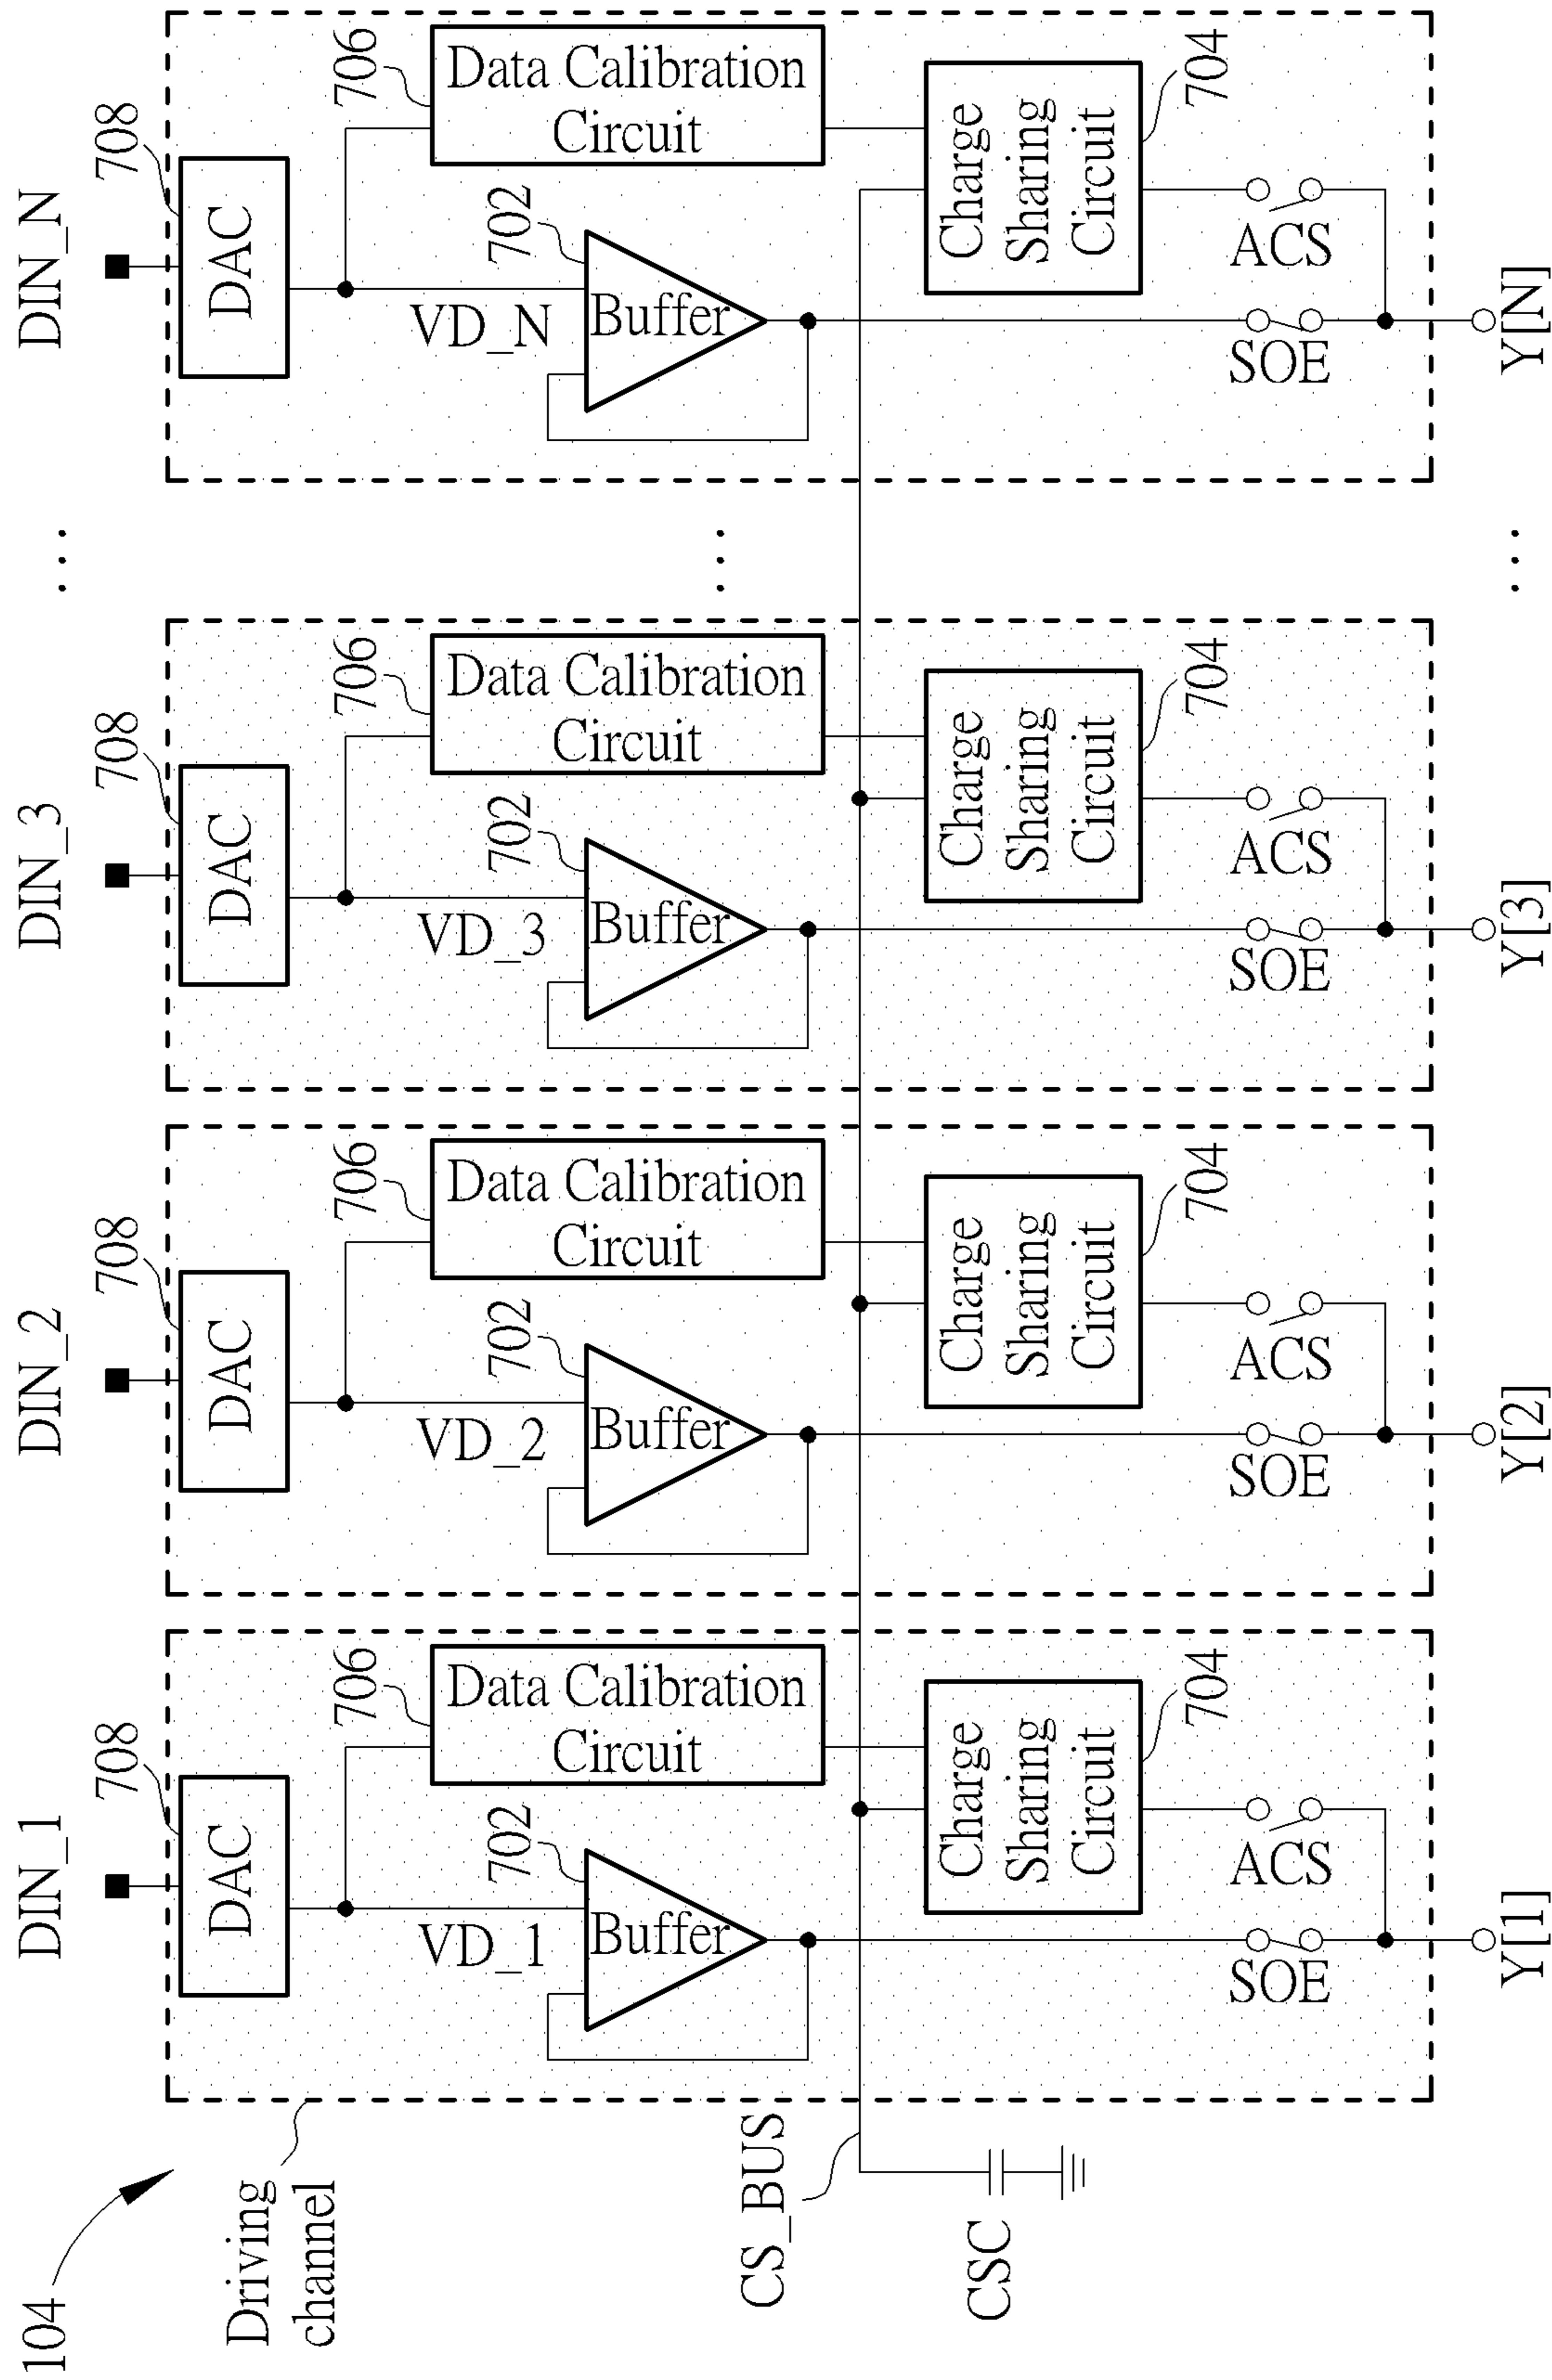 104
Driving
channel
DIN_1
708
DAC
706
Data Calibration
Circuit
VD_1
702
Buffer
CS_BUS
CSC
Charge
Sharing
Circuit
704
ACS
SOE
Y[1]
DIN_2
708
DAC
706
Data Calibration
Circuit
VD_2
702
Buffer
Charge
Sharing
Circuit
704
ACS
SOE
Y[2]
DIN_3
708
DAC
706
Data Calibration
Circuit
VD_3
702
Buffer
Charge
Sharing
Circuit
704
ACS
SOE
Y[3]
...
...
...
DIN_N
708
DAC
706
Data Calibration
Circuit
VD_N
702
Buffer
Charge
Sharing
Circuit
704
ACS
SOE
Y[N]